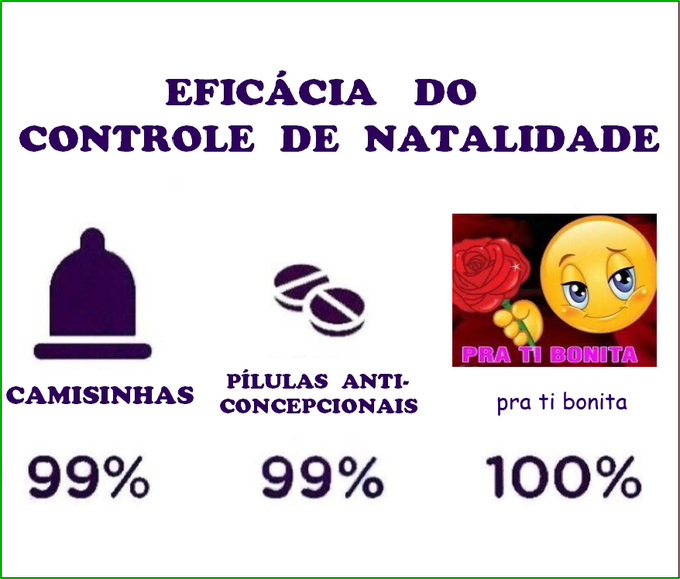 EFICÁCIA DO
CONTROLE DE NATALIDADE
PRA TI BONITA
CAMISINHAS
PÍLULAS ANTI-
CONCEPCIONAIS
pra ti bonita
99%
99%
100%